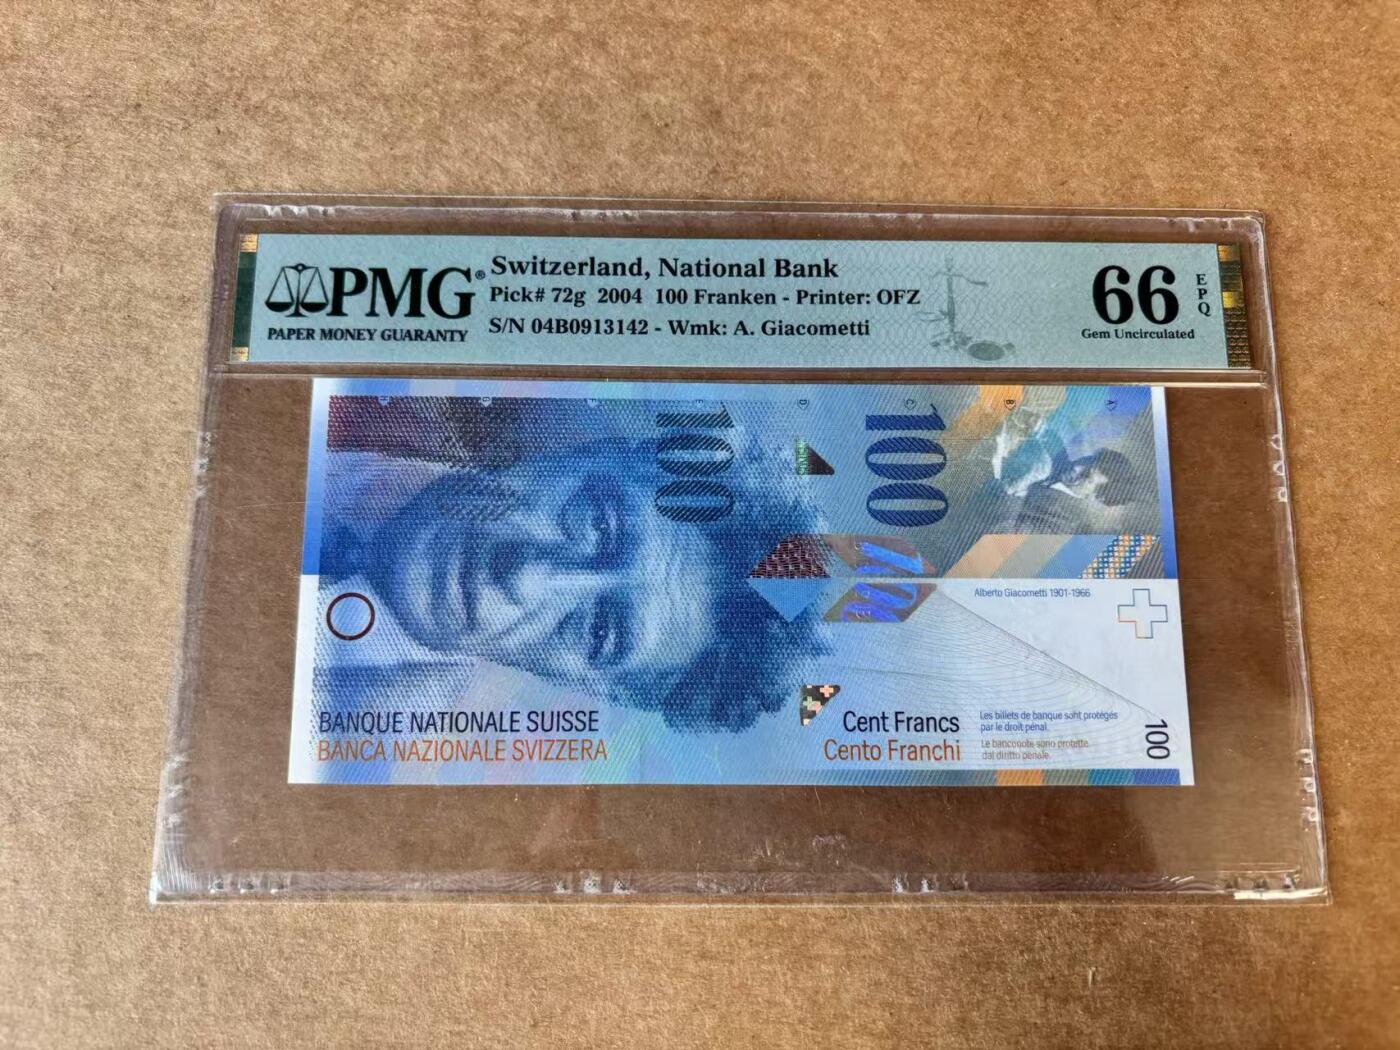 PMG®
PAPER MONEY GUARANTY
Switzerland, National Bank
Pick# 72g 2004 100 Franken - Printer: OFZ
S/N 04B0913142 - Wmk: A. Giacometti
66
EPQ
Gem Uncirculated
H
G
F
E
D
C
B
A
100
100
100
Alberto Giacometti 1901-1966
BANQUE NATIONALE SUISSE
BANCA NAZIONALE SVIZZERA
Cent Francs
Cento Franchi
Les billets de banque sont protégés
par le droit pénal.
Le banconote sono protette
dal diritto penale.
100